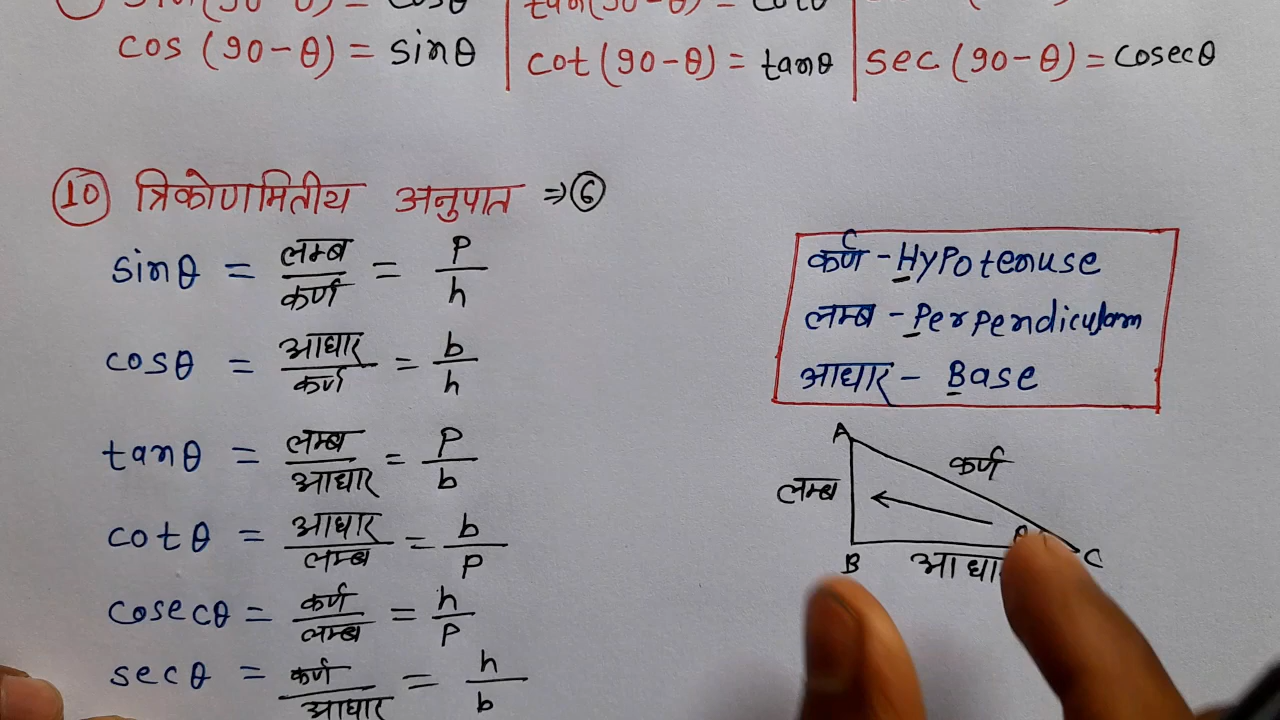 cosθ
cos (90-θ) = sinθ
cot (90-θ) = tanθ
sec (90-θ) = cosecθ
10 त्रिकोणमितीय अनुपात ⇒ 6
sinθ = लम्ब/कर्ण = P/h
cosθ = आधार/कर्ण = b/h
tanθ = लम्ब/आधार = P/b
cotθ = आधार/लम्ब = b/P
cosecθ = कर्ण/लम्ब = h/P
secθ = कर्ण/आधार = h/b
कर्ण - Hypotenuse
लम्ब -
आधार - Base
A
कर्ण
लम्ब
B
C